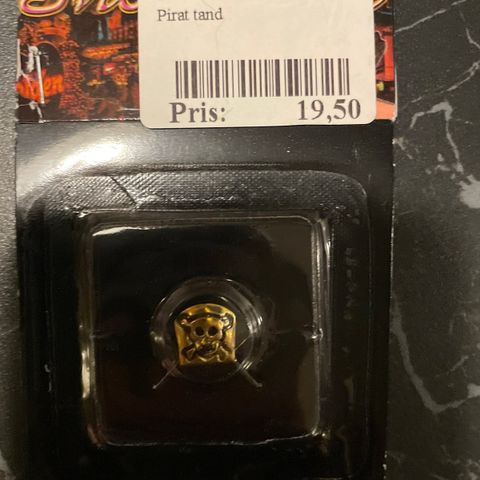 Pirat tand
Pris: 19,50